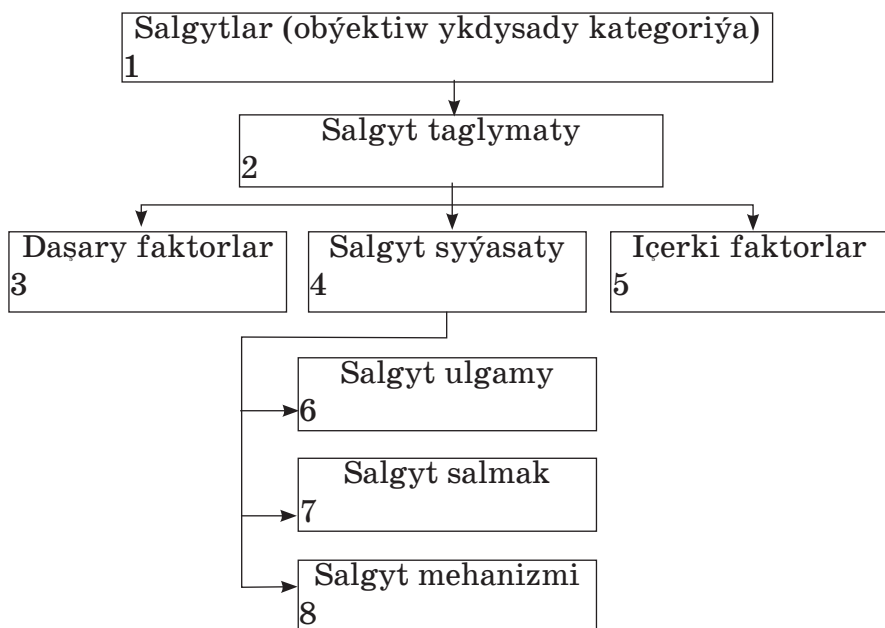 Salgytlar (obýektiw ykdysady kategoriýa)
1
Salgyt taglymaty
2
Daşary faktorlar
3
Salgyt syýasaty
4
Içerki faktorlar
5
Salgyt ulgamy
6
Salgyt salmak
7
Salgyt mehanizmi
8